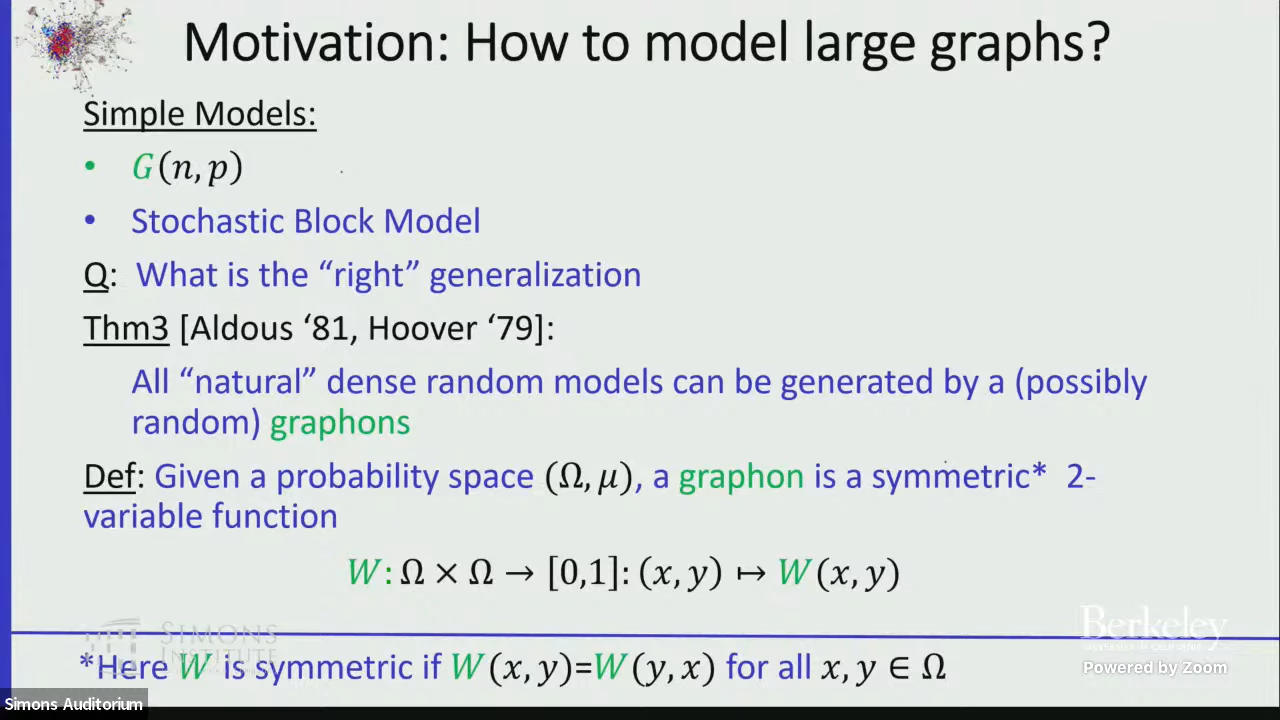 Motivation: How to model large graphs?
Simple Models:
• G(n, p)
• Stochastic Block Model
Q: What is the “right” generalization
Thm3 [Aldous ‘81, Hoover ‘79]:
All “natural” dense random models can be generated by a (possibly
random) graphons
Def: Given a probability space (Ω, μ), a graphon is a symmetric* 2-
variable function
W: Ω × Ω → [0,1]: (x, y) ↦ W(x, y)
SIMONS
INSTITUTE
Berkeley
UNIVERSITY OF CALIFORNIA
Powered by Zoom
*Here W is symmetric if W(x, y)=W(y, x) for all x, y ∈ Ω
Simons Auditorium